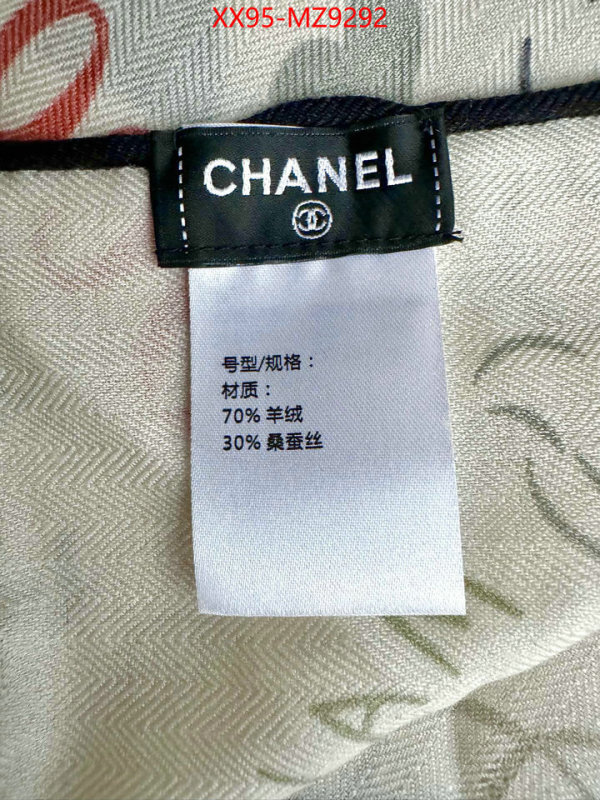 XX95-MZ9292
CHANEL
号型/规格：
材质：
70% 羊绒
30% 桑蚕丝